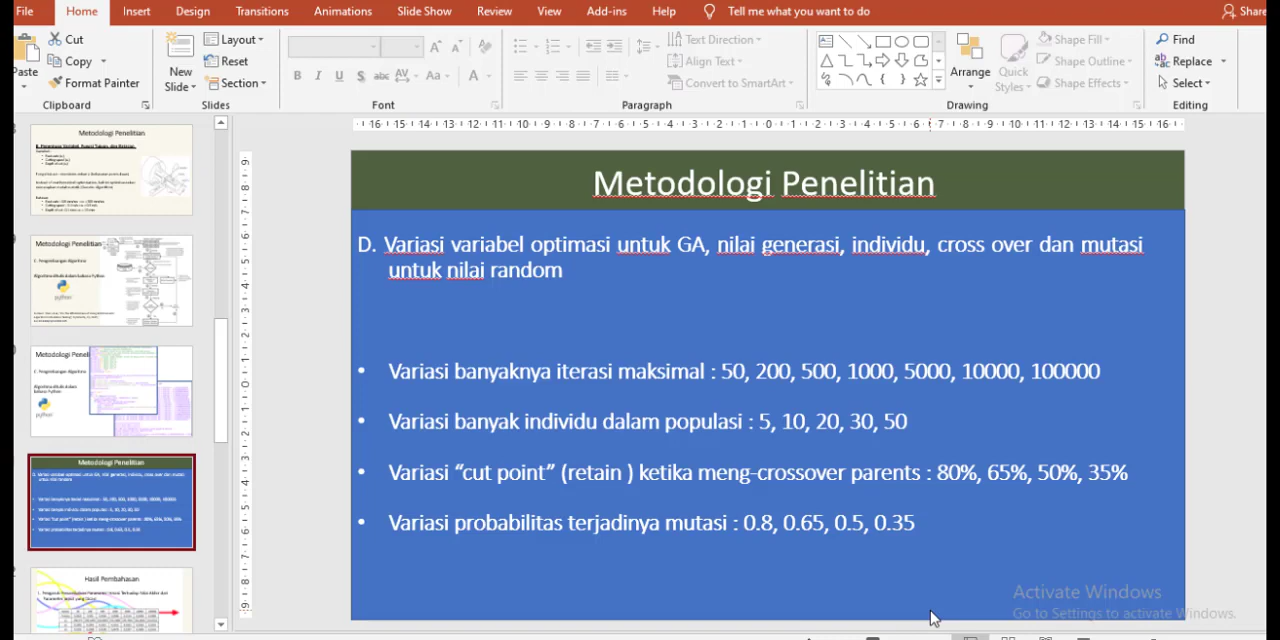 File Home Insert Design Transitions Animations Slide Show Review View Add-ins Help Tell me what you want to do Share
Cut Layout Text Direction Shape Fill Find
Copy Reset Align Text Shape Outline Replace
Paste Format Painter New Slide Section Convert to SmartArt Arrange Quick Styles Shape Effects Select
Clipboard Slides Font Paragraph Drawing Editing
Metodologi Penelitian
Metodologi Penelitian
C. Pengembangan Algoritma
python
Metodologi Penel
C. Pengembangan Algoritma
python
Metodologi Penelitian
Hasil Pembahasan
Metodologi Penelitian
D. Variasi variabel optimasi untuk GA, nilai generasi, individu, cross over dan mutasi
untuk nilai random
• Variasi banyaknya iterasi maksimal : 50, 200, 500, 1000, 5000, 10000, 100000
• Variasi banyak individu dalam populasi : 5, 10, 20, 30, 50
• Variasi “cut point” (retain ) ketika meng-crossover parents : 80%, 65%, 50%, 35%
• Variasi probabilitas terjadinya mutasi : 0.8, 0.65, 0.5, 0.35
Activate Windows
Go to Settings to activate Windows.